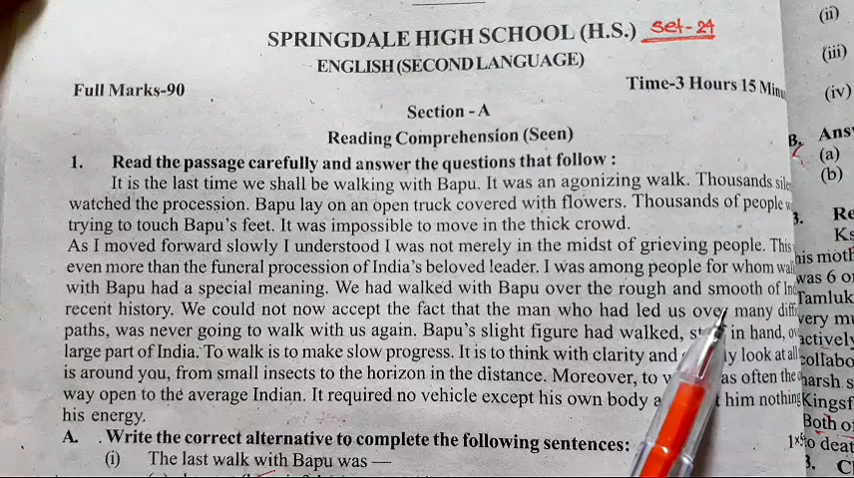 SPRINGDALE HIGH SCHOOL (H.S.) Set-24
ENGLISH (SECOND LANGUAGE)
Full Marks-90 Time-3 Hours 15
Section - A
Reading Comprehension (Seen)
1. Read the passage carefully and answer the questions that follow :
It is the last time we shall be walking with Bapu. It was an agonizing walk. Thousands
watched the procession. Bapu lay on an open truck covered with flowers. Thousands of people
trying to touch Bapu's feet. It was impossible to move in the thick crowd.
As I moved forward slowly I understood I was not merely in the midst of grieving people. This
even more than the funeral procession of India's beloved leader. I was among people for whom
with Bapu had a special meaning. We had walked with Bapu over the rough and smooth of
recent history. We could not now accept the fact that the man who had led us over many
paths, was never going to walk with us again. Bapu's slight figure had walked, in hand,
large part of India. To walk is to make slow progress. It is to think with clarity and look at all
is around you, from small insects to the horizon in the distance. Moreover, to as often the
way open to the average Indian. It required no vehicle except his own body him nothing
his energy.
A. Write the correct alternative to complete the following sentences:
(i) The last walk with Bapu was —
(ii)
(iii)
(iv)
B.
(a)
(b)
3.
his
was 6
Tamluk
very
actively
harsh
Kingsf
Both
to
3.